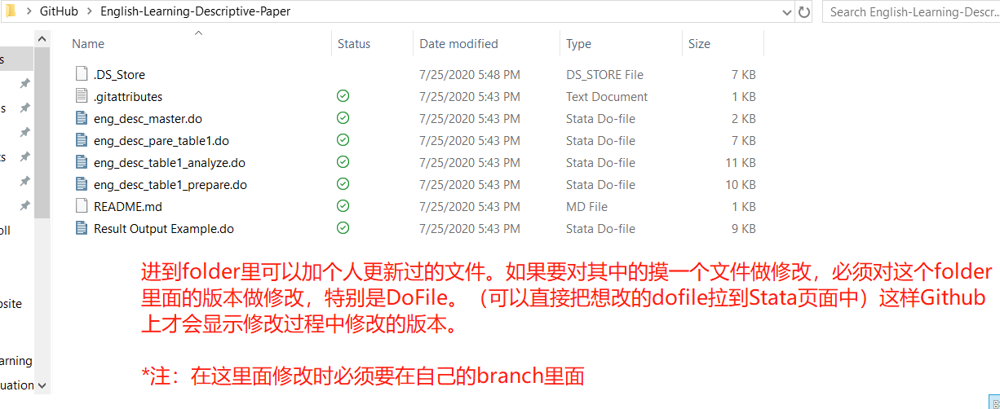 GitHub > English-Learning-Descriptive-Paper
Search English-Learning-Descr...
Name Status Date modified Type Size
.DS_Store 7/25/2020 5:48 PM DS_STORE File 7 KB
.gitattributes 7/25/2020 5:43 PM Text Document 1 KB
eng_desc_master.do 7/25/2020 5:43 PM Stata Do-file 2 KB
eng_desc_pare_table1.do 7/25/2020 5:43 PM Stata Do-file 7 KB
eng_desc_table1_analyze.do 7/25/2020 5:43 PM Stata Do-file 11 KB
eng_desc_table1_prepare.do 7/25/2020 5:43 PM Stata Do-file 10 KB
README.md 7/25/2020 5:43 PM MD File 1 KB
Result Output Example.do 7/25/2020 5:43 PM Stata Do-file 9 KB
s
s
ts
oll
osite
arning
uation
进到folder里可以加个人更新过的文件。如果要对其中的摸一个文件做修改，必须对这个folder
里面的版本做修改，特别是DoFile。（可以直接把想改的dofile拉到Stata页面中）这样Github
上才会显示修改过程中修改的版本。
*注：在这里面修改时必须要在自己的branch里面